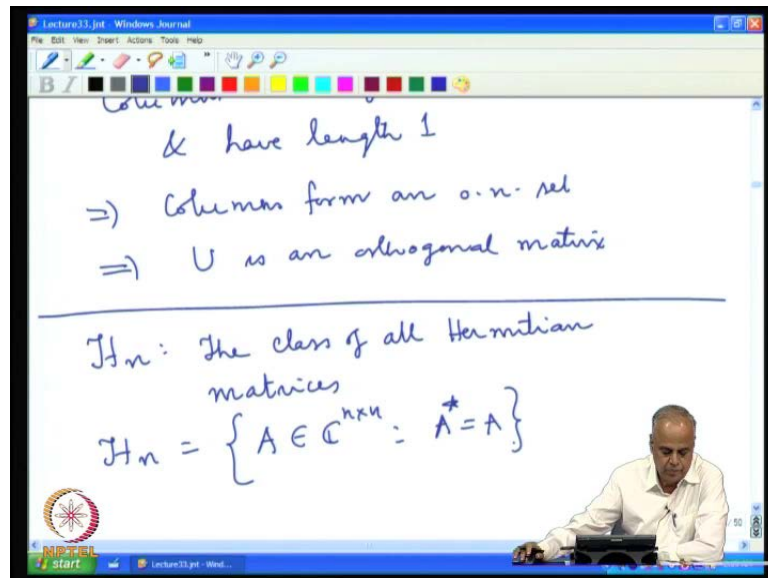 Lecture33.jnt - Windows Journal
File Edit View Insert Actions Tools Help
B I
& have length 1
=) Columns form an o.n. set
=) U is an orthogonal matrix
Hn : The class of all Hermitian
matrices
Hn = { A ∈ ℂ^{n×n} : A* = A }
/ 50
NPTEL
start
Lecture33.jnt - Wind...